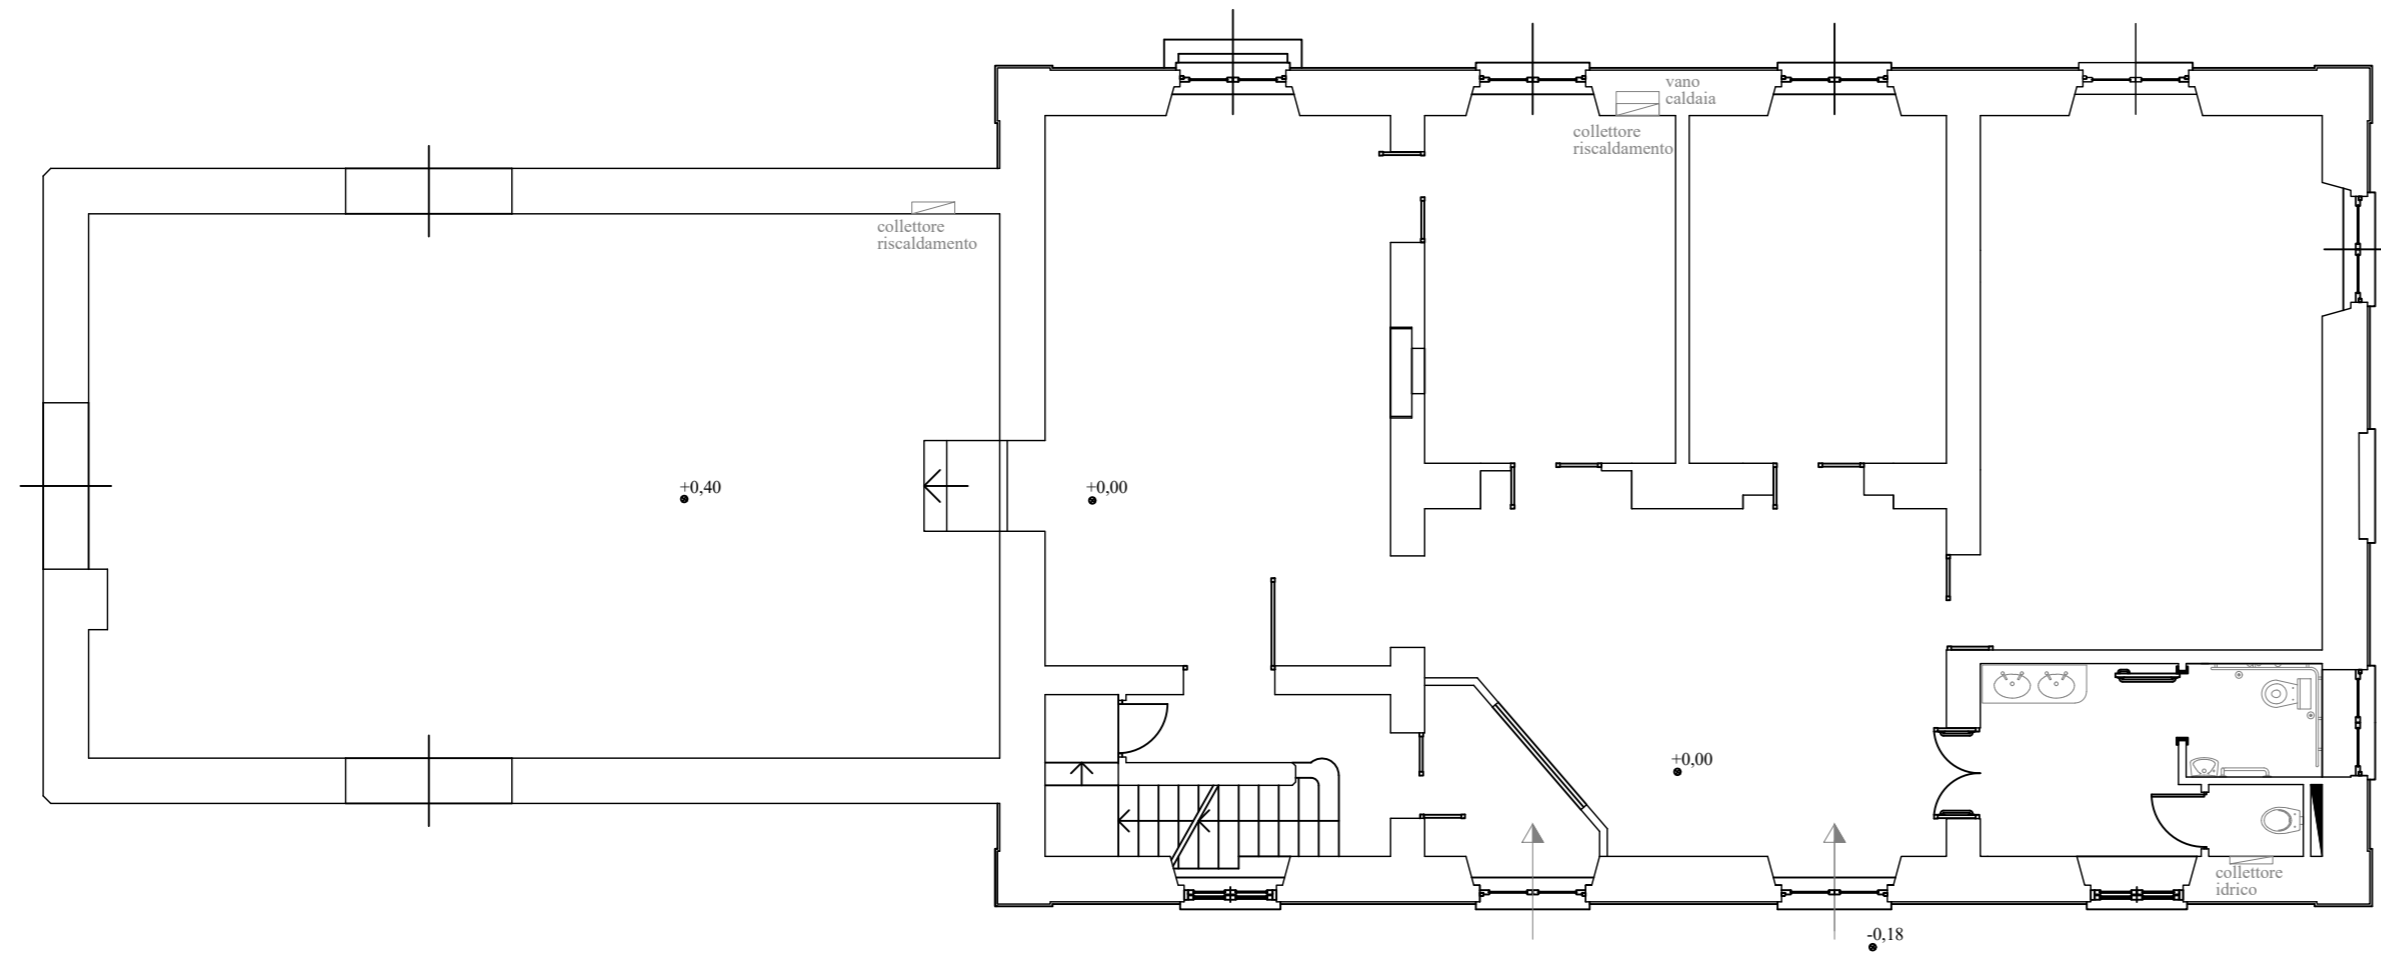 vano
caldaia
collettore
riscaldamento
collettore
riscaldamento
+0,40
+0,00
+0,00
collettore
idrico
-0,18